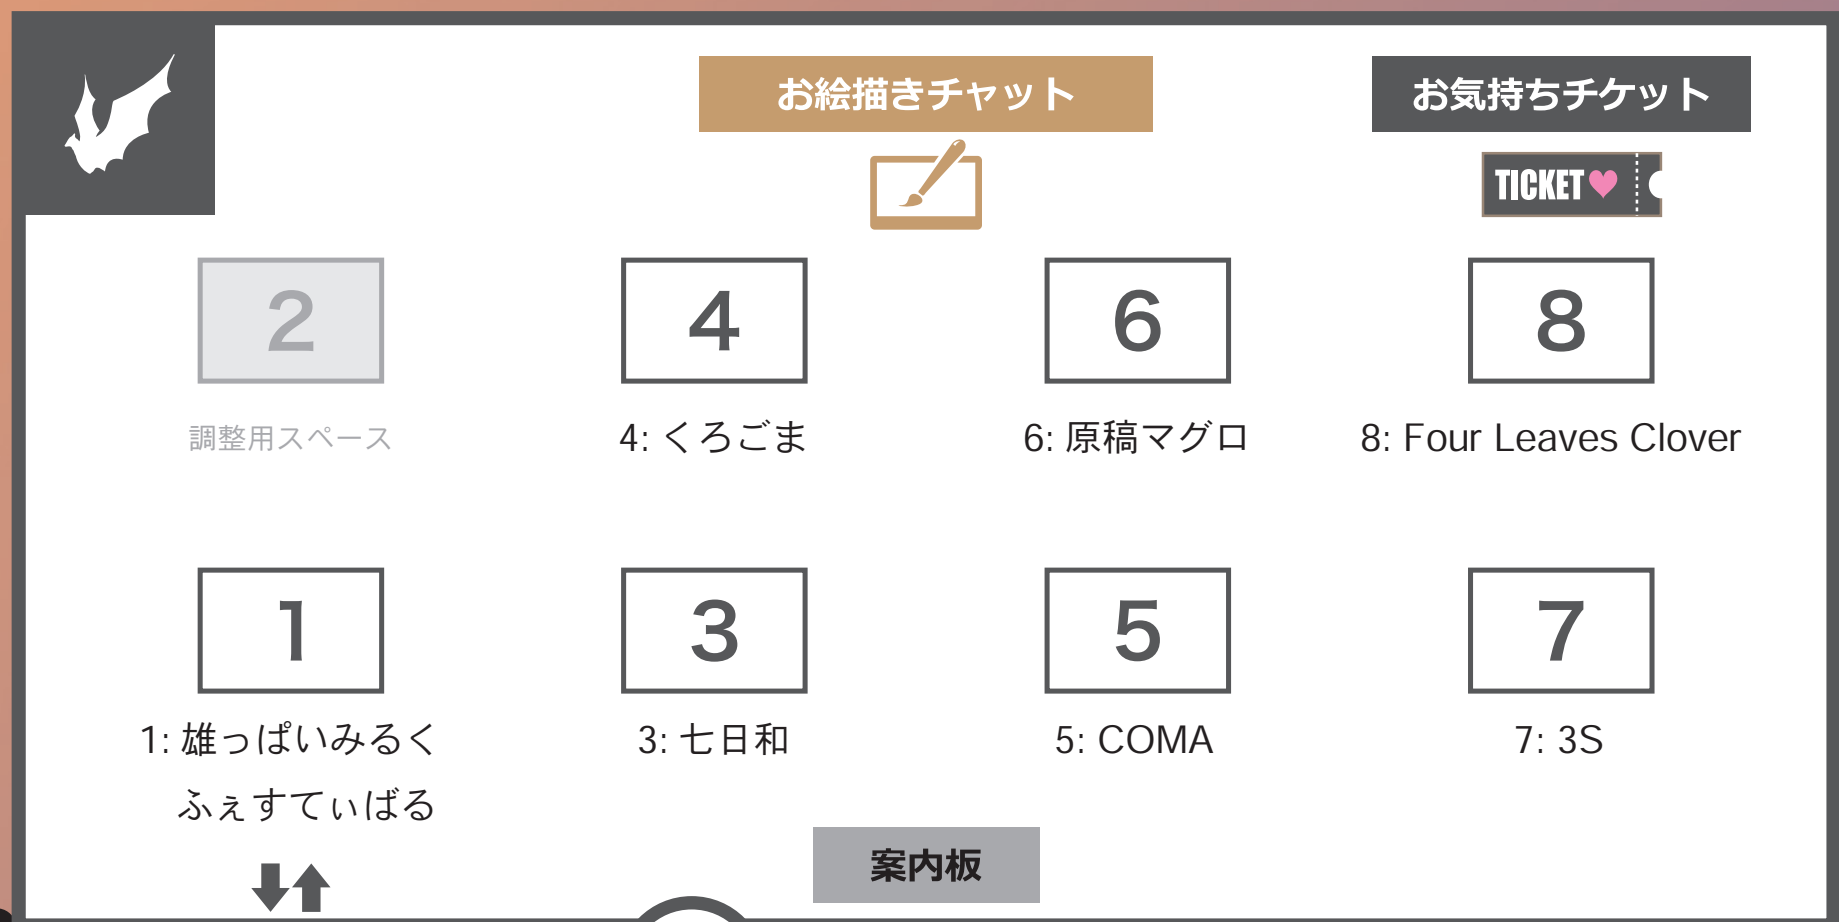 お絵描きチャット
お気持ちチケット
TICKET
2
4
6
8
調整用スペース
4: くろごま
6: 原稿マグロ
8: Four Leaves Clover
1
3
5
7
1: 雄っぱいみるく
ふぇすてぃばる
3: 七日和
5: COMA
7: 3S
案内板